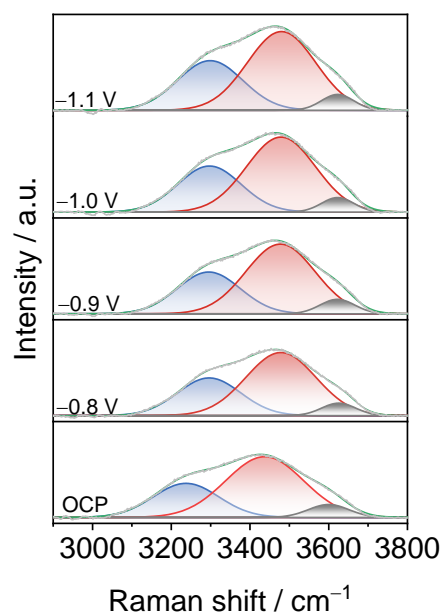 Intensity / a.u.
−1.1 V
−1.0 V
−0.9 V
−0.8 V
OCP
3000 3200 3400 3600 3800
Raman shift / cm⁻¹